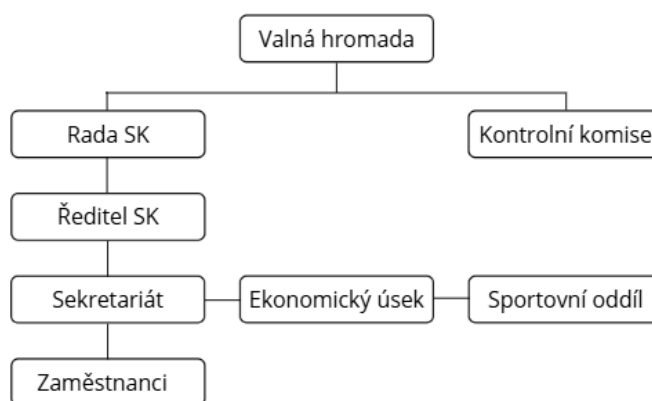 Valná hromada
Rada SK
Kontrolní komise
Ředitel SK
Sekretariát
Ekonomický úsek
Sportovní oddíl
Zaměstnanci